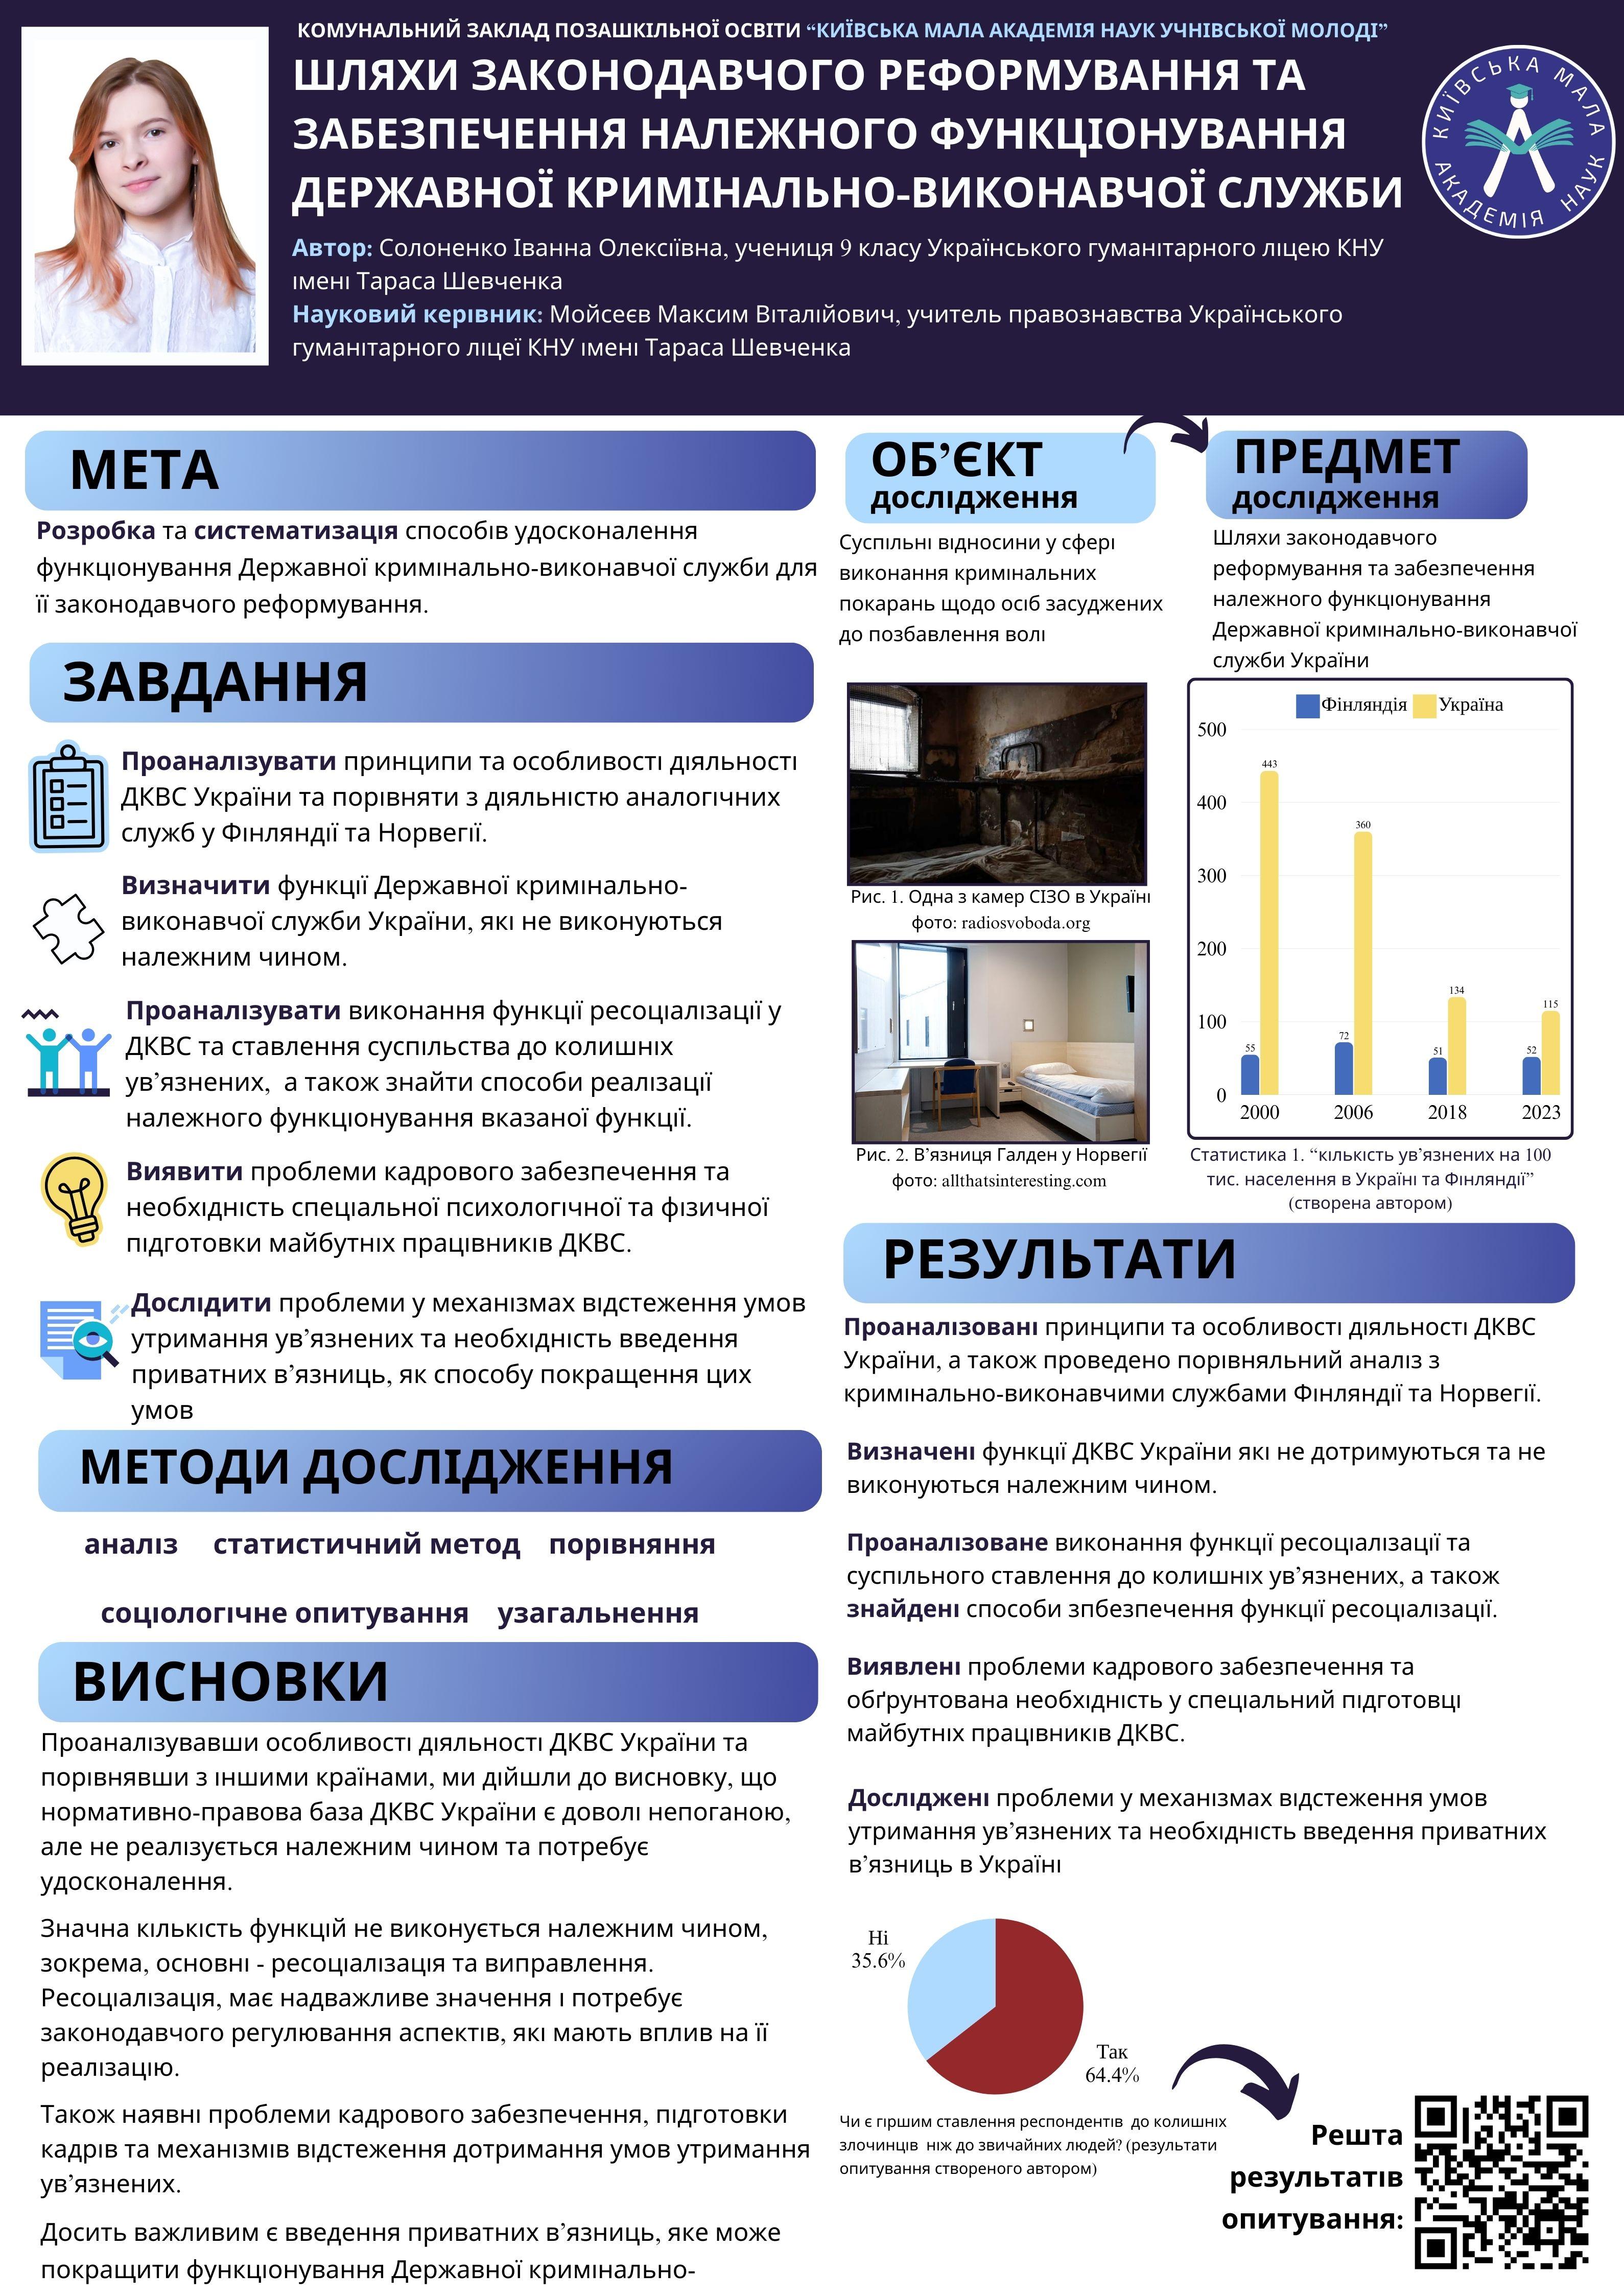 КОМУНАЛЬНИЙ ЗАКЛАД ПОЗАШКІЛЬНОЇ ОСВІТИ “КИЇВСЬКА МАЛА АКАДЕМІЯ НАУК УЧНІВСЬКОЇ МОЛОДІ”
ШЛЯХИ ЗАКОНОДАВЧОГО РЕФОРМУВАННЯ ТА
ЗАБЕЗПЕЧЕННЯ НАЛЕЖНОГО ФУНКЦІОНУВАННЯ
ДЕРЖАВНОЇ КРИМІНАЛЬНО-ВИКОНАВЧОЇ СЛУЖБИ
КИЇВСЬКА МАЛА АКАДЕМІЯ НАУК
Автор: Солоненко Іванна Олексіївна, учениця 9 класу Українського гуманітарного ліцею КНУ
імені Тараса Шевченка
Науковий керівник: Мойсеєв Максим Віталійович, учитель правознавства Українського
гуманітарного ліцеї КНУ імені Тараса Шевченка
МЕТА
Розробка та систематизація способів удосконалення
функціонування Державної кримінально-виконавчої служби для
її законодавчого реформування.
ЗАВДАННЯ
Проаналізувати принципи та особливості діяльності
ДКВС України та порівняти з діяльністю аналогічних
служб у Фінляндії та Норвегії.
Визначити функції Державної кримінально-
виконавчої служби України, які не виконуються
належним чином.
Проаналізувати виконання функції ресоціалізації у
ДКВС та ставлення суспільства до колишніх
ув’язнених, а також знайти способи реалізації
належного функціонування вказаної функції.
Виявити проблеми кадрового забезпечення та
необхідність спеціальної психологічної та фізичної
підготовки майбутніх працівників ДКВС.
Дослідити проблеми у механізмах відстеження умов
утримання ув’язнених та необхідність введення
приватних в’язниць, як способу покращення цих
умов
МЕТОДИ ДОСЛІДЖЕННЯ
аналіз статистичний метод порівняння
соціологічне опитування узагальнення
ВИСНОВКИ
Проаналізувавши особливості діяльності ДКВС України та
порівнявши з іншими країнами, ми дійшли до висновку, що
нормативно-правова база ДКВС України є доволі непоганою,
але не реалізується належним чином та потребує
удосконалення.
Значна кількість функцій не виконується належним чином,
зокрема, основні - ресоціалізація та виправлення.
Ресоціалізація, має надважливе значення і потребує
законодавчого регулювання аспектів, які мають вплив на її
реалізацію.
Також наявні проблеми кадрового забезпечення, підготовки
кадрів та механізмів відстеження дотримання умов утримання
ув’язнених.
Досить важливим є введення приватних в’язниць, яке може
покращити функціонування Державної кримінально-
ОБ’ЄКТ
дослідження
Суспільні відносини у сфері
виконання кримінальних
покарань щодо осіб засуджених
до позбавлення волі
ПРЕДМЕТ
дослідження
Шляхи законодавчого
реформування та забезпечення
належного функціонування
Державної кримінально-виконавчої
служби України
Рис. 1. Одна з камер СІЗО в Україні
фото: radiosvoboda.org
Рис. 2. В’язниця Галден у Норвегії
фото: allthatsinteresting.com
Фінляндія Україна
500
443
400
360
300
200
134
115
100
72
55
51
52
0
2000 2006 2018 2023
Статистика 1. “кількість ув’язнених на 100
тис. населення в Україні та Фінляндії”
(створена автором)
РЕЗУЛЬТАТИ
Проаналізовані принципи та особливості діяльності ДКВС
України, а також проведено порівняльний аналіз з
кримінально-виконавчими службами Фінляндії та Норвегії.
Визначені функції ДКВС України які не дотримуються та не
виконуються належним чином.
Проаналізоване виконання функції ресоціалізації та
суспільного ставлення до колишніх ув’язнених, а також
знайдені способи зпбезпечення функції ресоціалізації.
Виявлені проблеми кадрового забезпечення та
обґрунтована необхідність у спеціальний підготовці
майбутніх працівників ДКВС.
Досліджені проблеми у механізмах відстеження умов
утримання ув’язнених та необхідність введення приватних
в’язниць в Україні
Ні
35.6%
Так
64.4%
Чи є гіршим ставлення респондентів до колишніх
злочинців ніж до звичайних людей? (результати
опитування створеного автором)
Решта
результатів
опитування: